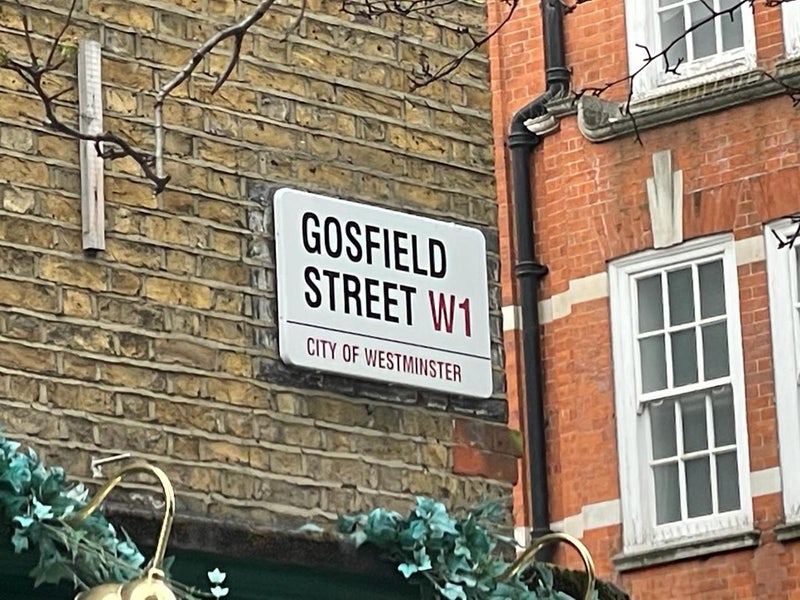 GOSFIELD
STREET W1
CITY OF WESTMINSTER